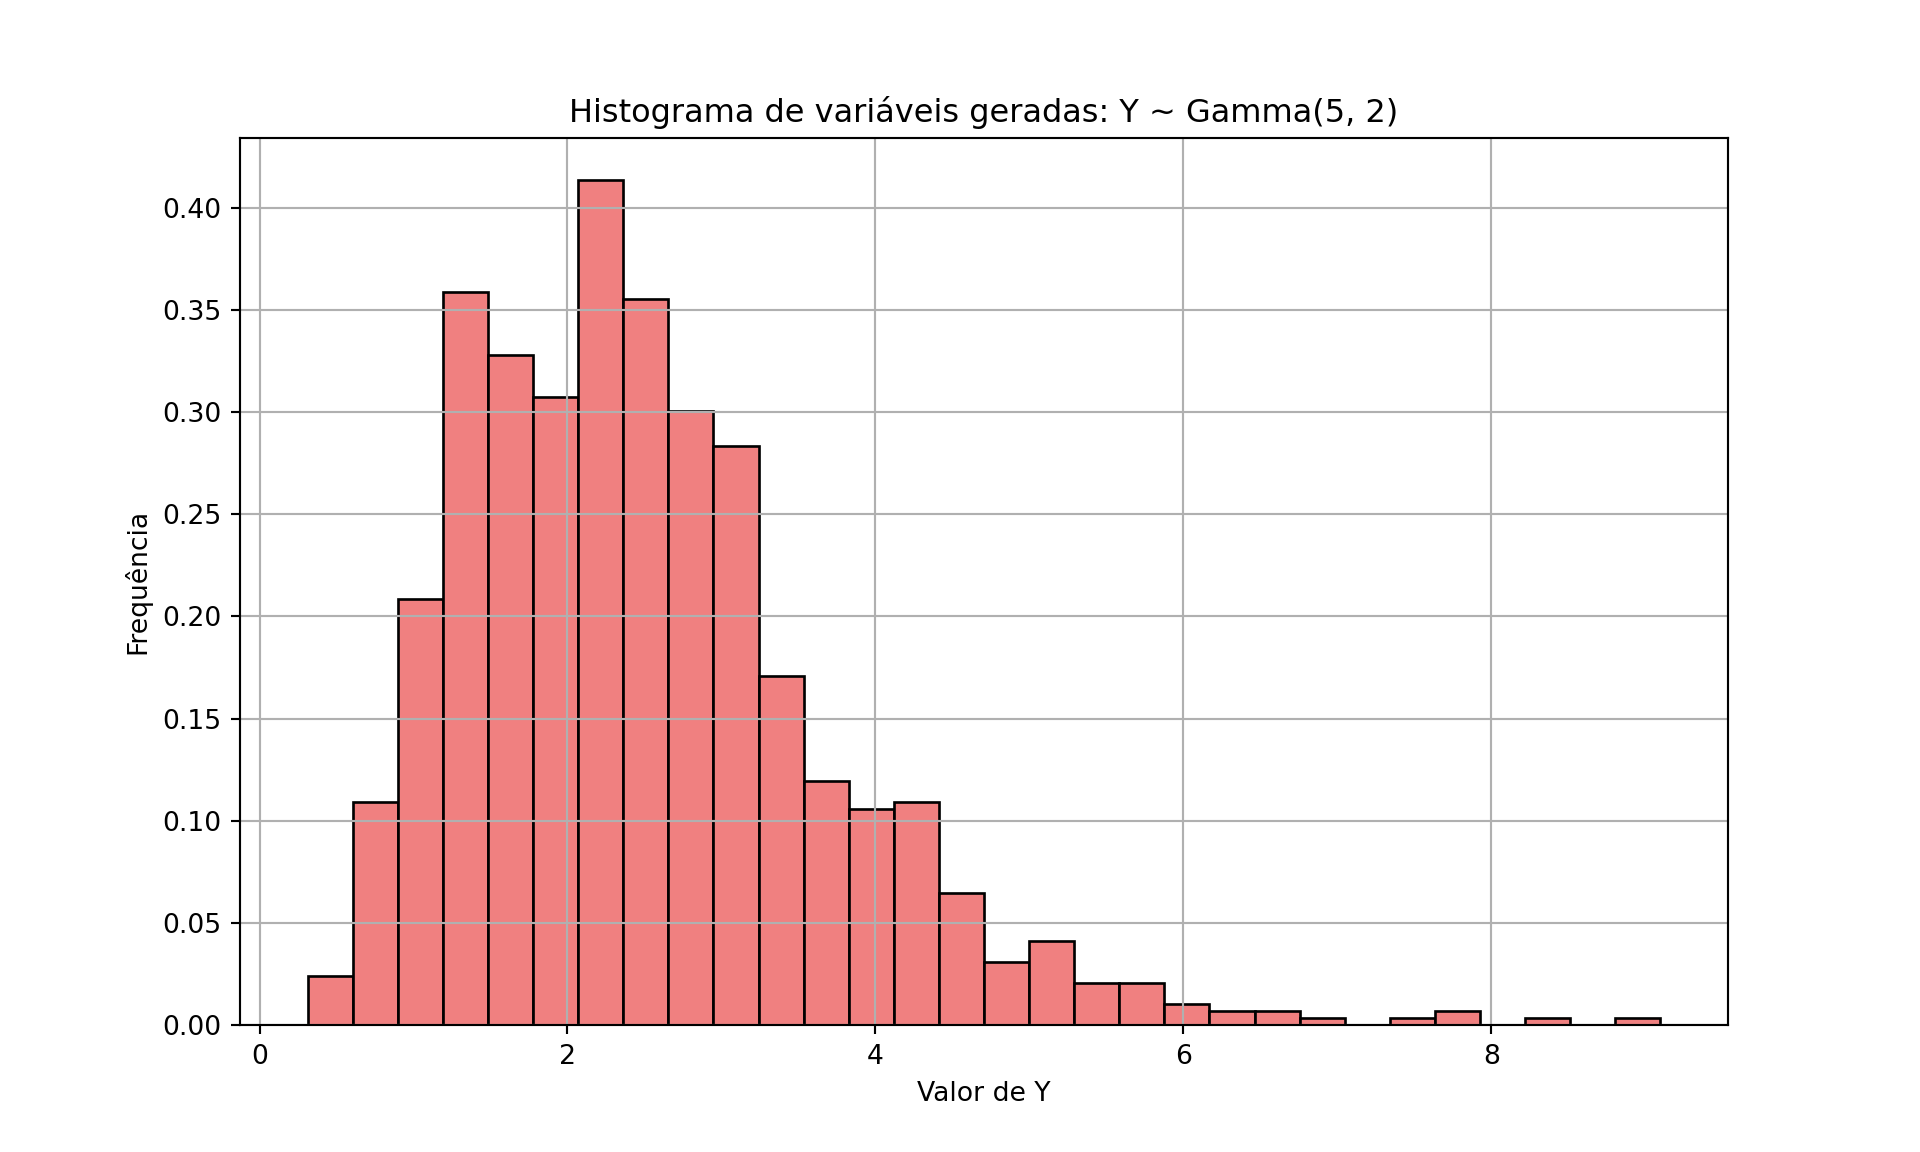 Histograma de variáveis geradas: Y ~ Gamma(5, 2)
0.40
0.35
0.30
0.25
0.20
0.15
0.10
0.05
0.00
Frequência
0 2 4 6 8
Valor de Y